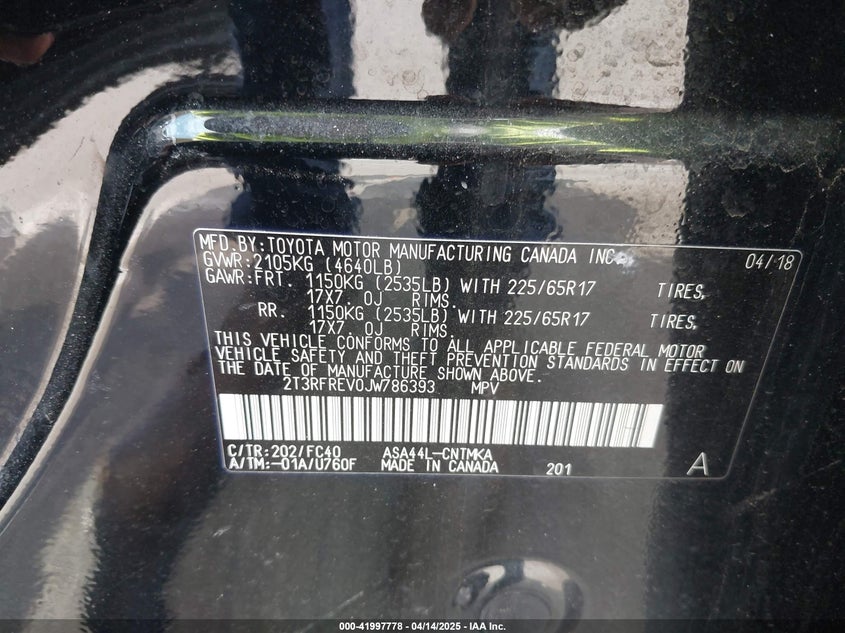 MFD.BY:TOYOTA MOTOR MANUFACTURING CANADA INC. 04/18
GVWR:2105KG (4640LB)
GAWR:FRT. 1150KG (2535LB) WITH 225/65R17 TIRES,
17X7.0J RIMS.
RR. 1150KG (2535LB) WITH 225/65R17 TIRES,
17X7.0J RIMS.
THIS VEHICLE CONFORMS TO ALL APPLICABLE FEDERAL MOTOR
VEHICLE SAFETY AND THEFT PREVENTION STANDARDS IN EFFECT ON
THE DATE OF MANUFACTURE SHOWN ABOVE.
2T3RFREV0JW786393 MPV
C/TR:202/FC40 ASA44L-CNTMKA
A/TM:-01A/U760F MADE IN CANADA 201 A
000-41997778 - 04/14/2025 - IAA Inc.